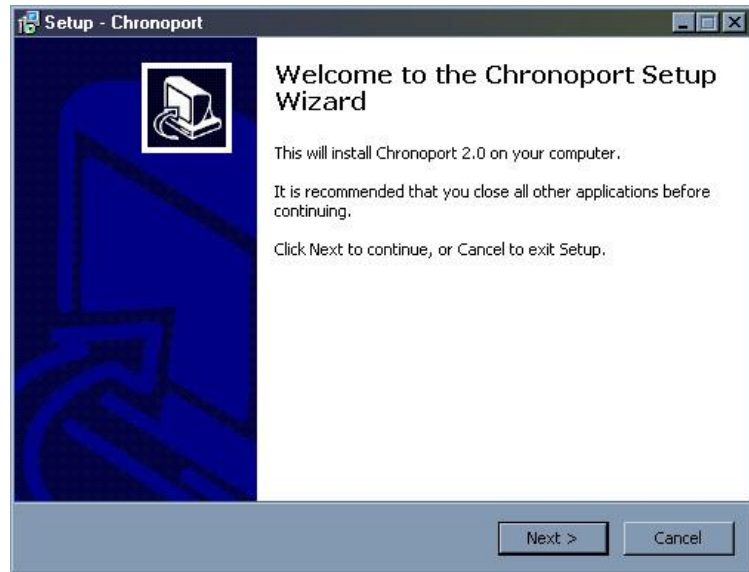 Setup - Chronoport
Welcome to the Chronoport Setup
Wizard
This will install Chronoport 2.0 on your computer.
It is recommended that you close all other applications before
continuing.
Click Next to continue, or Cancel to exit Setup.
Next >
Cancel